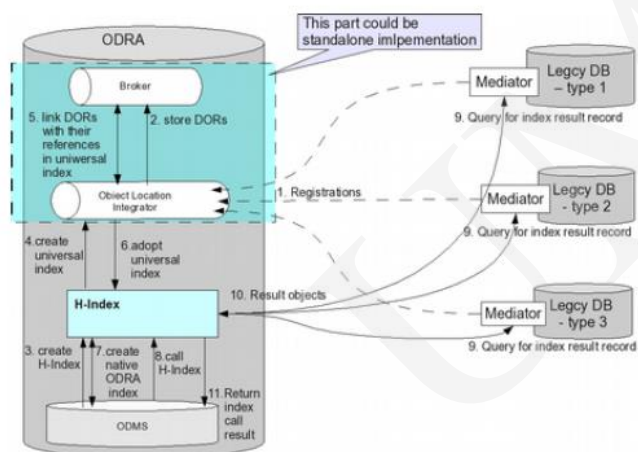 ODRA
This part could be
standalone imlpementation
Broker
5. link DORs
with their
references
in uniwersal
index
2. store DORs
Object Location
Integrator
1. Registrations
4.create
universal
index
6.adopt
universal
index
H-Index
10. Result objects
3. create
H-Index
7.create
native
ODRA
index
8.call
H-Index
11.Return
index
call
result
ODMS
Mediator
Legcy DB
– type 1
9. Query for index result record
Mediator
Legcy DB
- type 2
9. Query for index result record
Mediator
Legcy DB
- type 3
9. Query for index result record